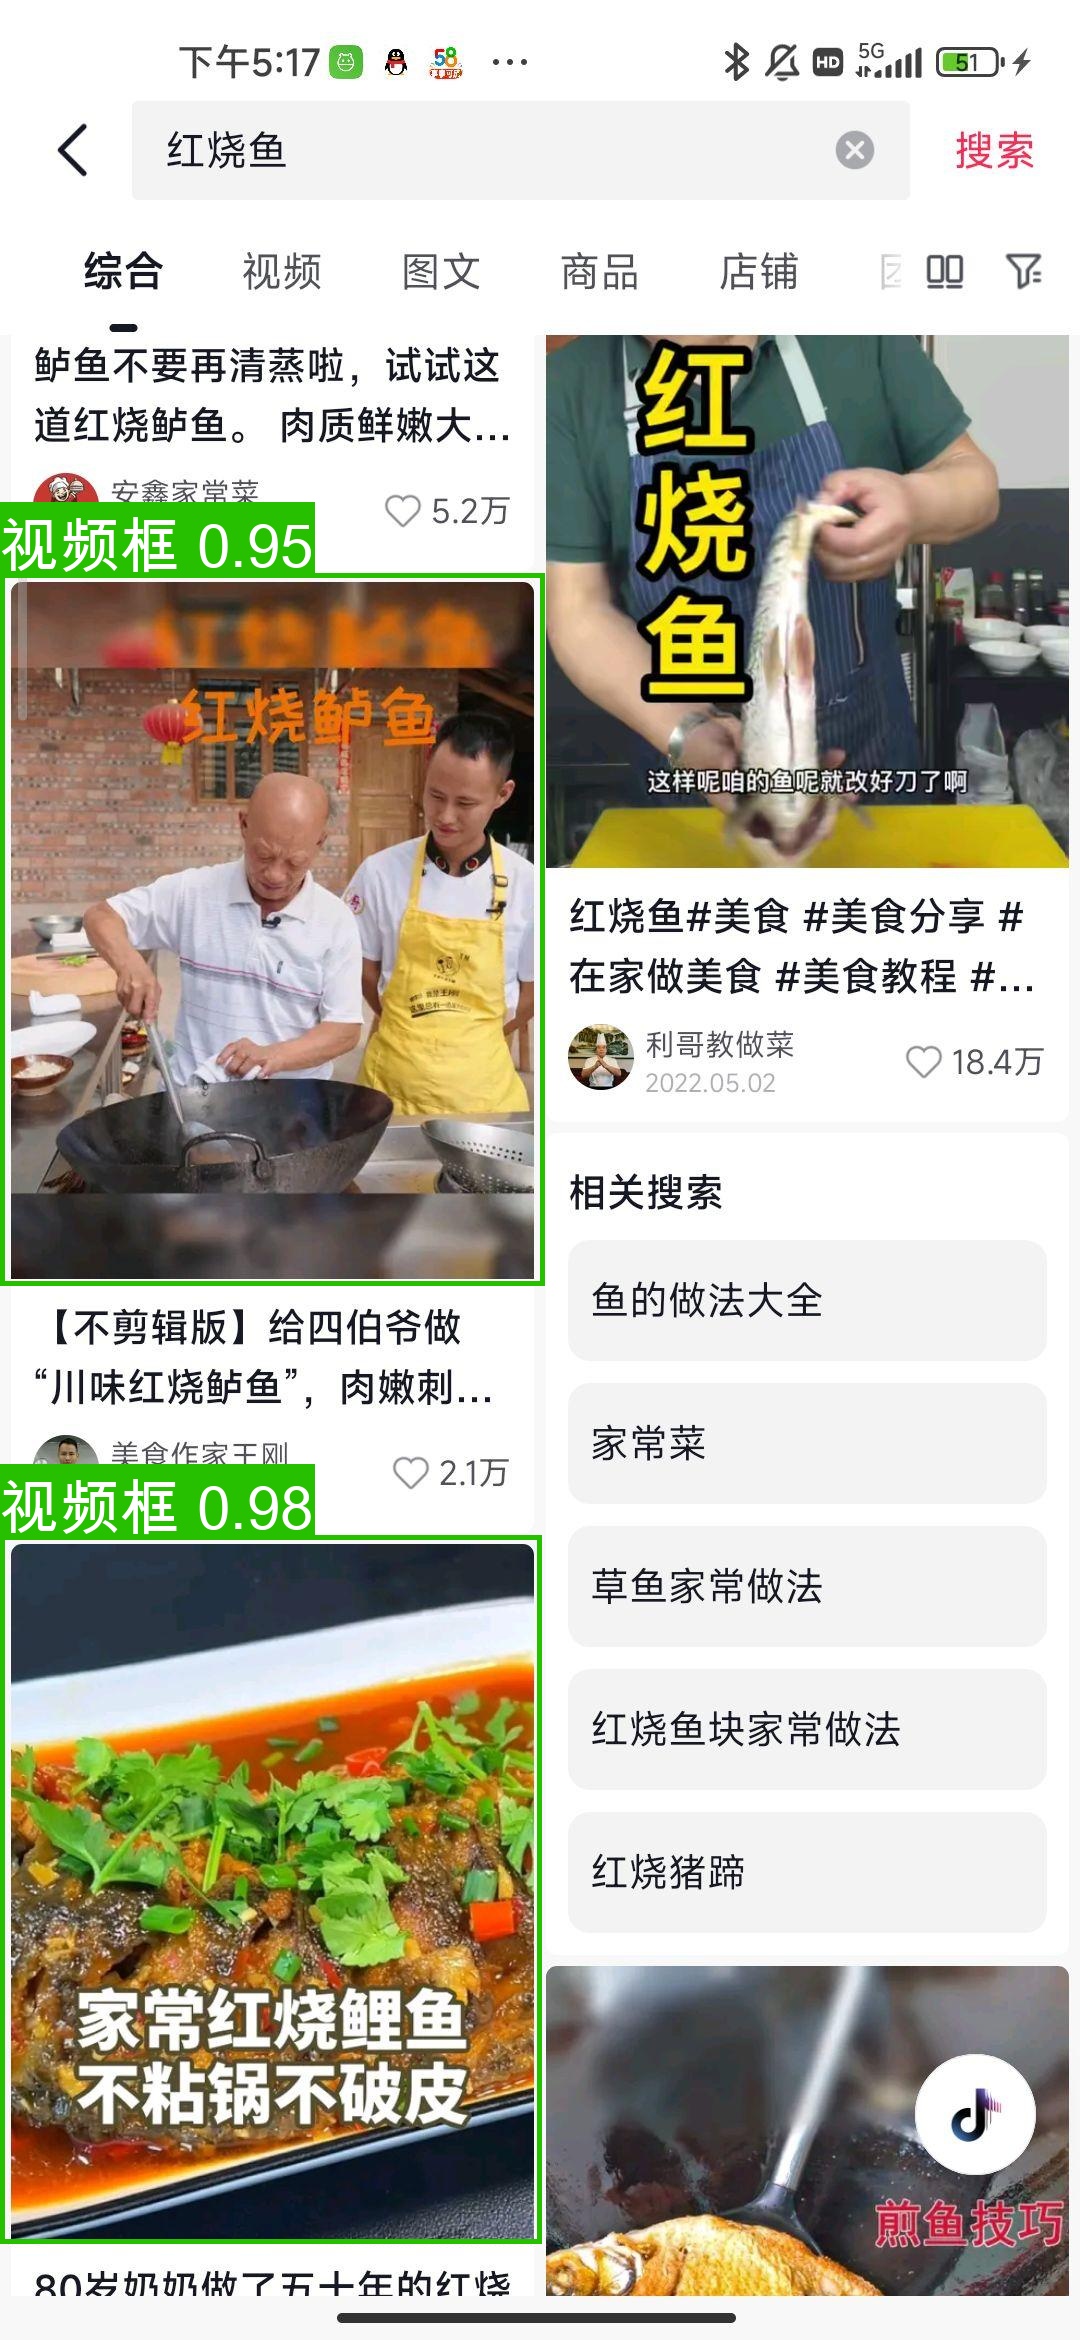 下午5:17
58
HD
5G
51
红烧鱼
搜索
综合
视频
图文
商品
店铺
鲈鱼不要再清蒸啦，试试这
道红烧鲈鱼。 肉质鲜嫩大...
安鑫家常菜
5.2万
视频框 0.95
红烧鲈鱼
红烧鲈鱼
【不剪辑版】给四伯爷做
“川味红烧鲈鱼”，肉嫩刺...
美食作家王刚
2.1万
视频框 0.98
家常红烧鲤鱼
不粘锅不破皮
80岁奶奶做了五十年的红烧
红
烧
鱼
这样呢咱的鱼呢就改好刀了啊
红烧鱼#美食 #美食分享 #
在家做美食 #美食教程 #...
利哥教做菜
2022.05.02
18.4万
相关搜索
鱼的做法大全
家常菜
草鱼家常做法
红烧鱼块家常做法
红烧猪蹄
煎鱼技巧